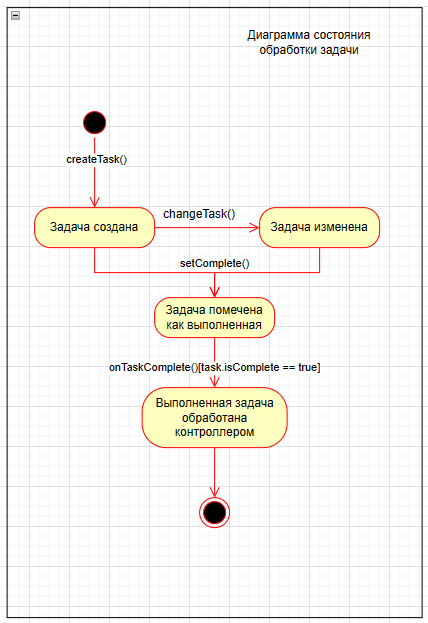 Диаграмма состояния
обработки задачи
createTask()
Задача создана
changeTask()
Задача изменена
setComplete()
Задача помечена
как выполненная
onTaskComplete()[task.isComplete == true]
Выполненная задача
обработана
контроллером